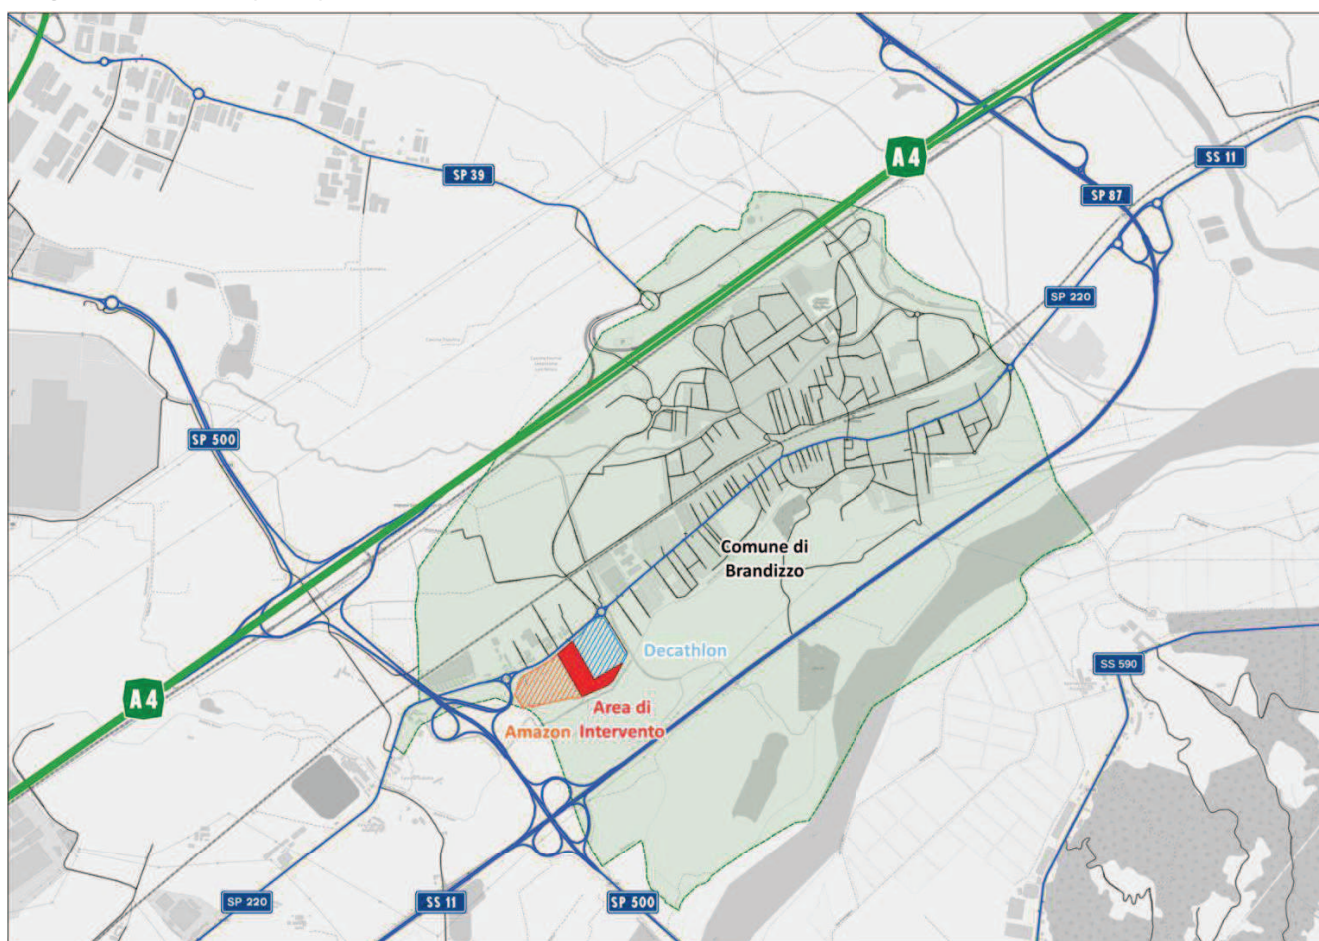 A4
SS 11
SP 39
SP 87
SP 220
SP 500
Comune di
Brandizzo
Decathlon
SS 590
A4
Area di
Amazon Intervento
SP 220
SS 11
SP 500